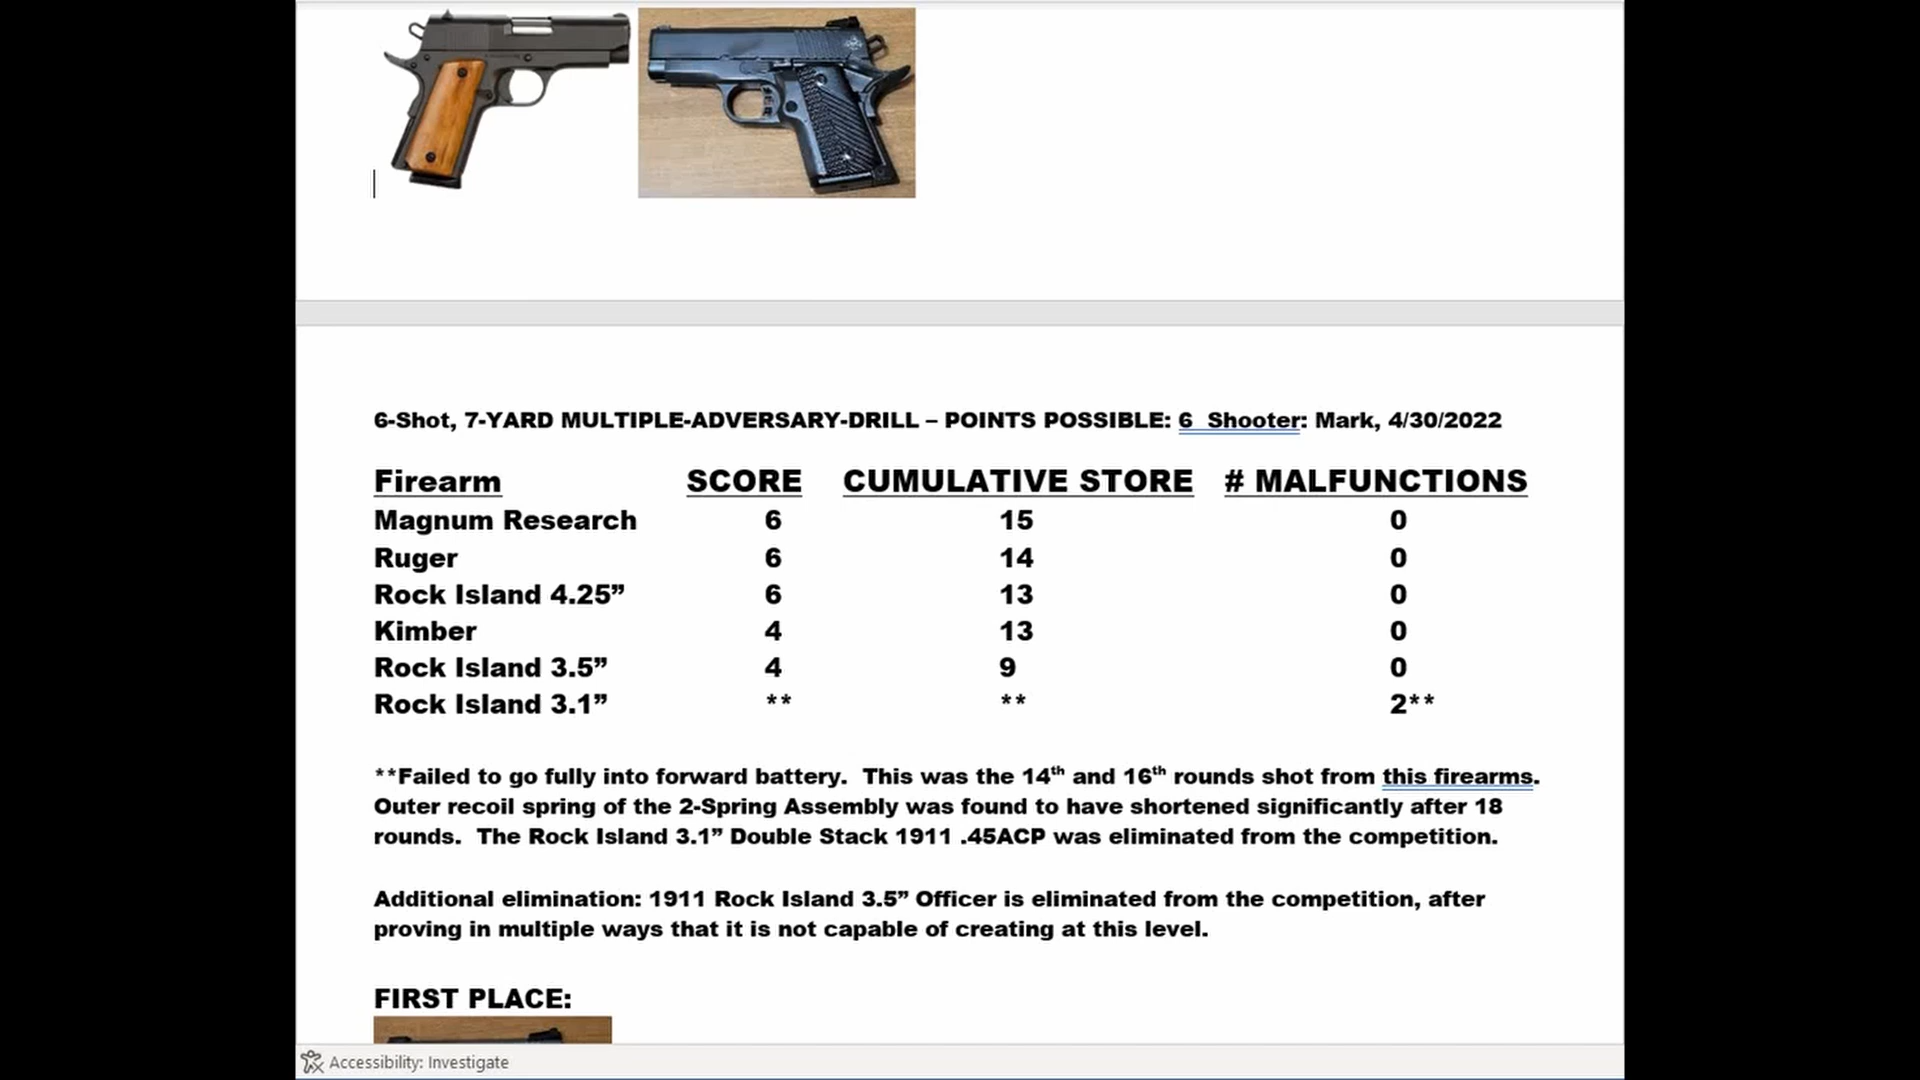 6-Shot, 7-YARD MULTIPLE-ADVERSARY-DRILL – POINTS POSSIBLE: 6  Shooter: Mark, 4/30/2022
Firearm SCORE CUMULATIVE STORE # MALFUNCTIONS
Magnum Research 6 15 0
Ruger 6 14 0
Rock Island 4.25” 6 13 0
Kimber 4 13 0
Rock Island 3.5” 4 9 0
Rock Island 3.1” ** ** 2**
**Failed to go fully into forward battery.  This was the 14th and 16th rounds shot from this firearms.
Outer recoil spring of the 2-Spring Assembly was found to have shortened significantly after 18
rounds.  The Rock Island 3.1” Double Stack 1911 .45ACP was eliminated from the competition.
Additional elimination: 1911 Rock Island 3.5” Officer is eliminated from the competition, after
proving in multiple ways that it is not capable of creating at this level.
FIRST PLACE:
Accessibility: Investigate